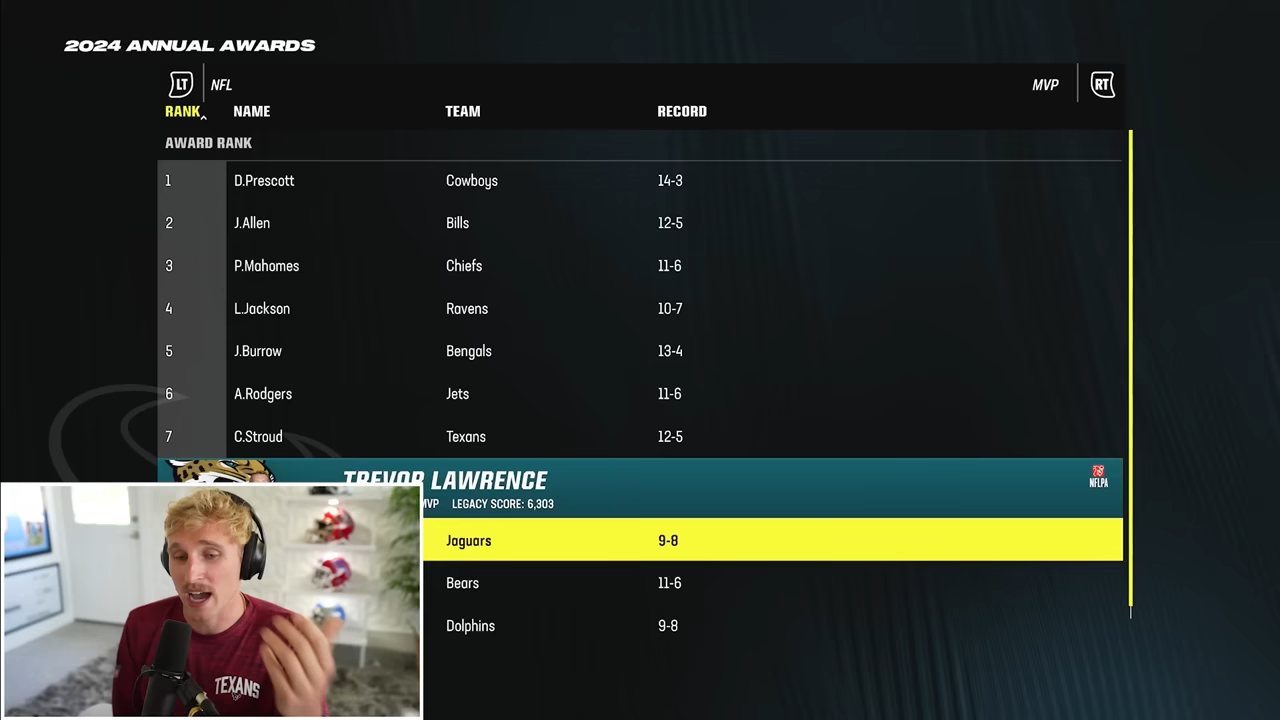 2024 ANNUAL AWARDS
LT NFL MVP RT
RANK NAME TEAM RECORD
AWARD RANK
1 D.Prescott Cowboys 14-3
2 J.Allen Bills 12-5
3 P.Mahomes Chiefs 11-6
4 L.Jackson Ravens 10-7
5 J.Burrow Bengals 13-4
6 A.Rodgers Jets 11-6
7 C.Stroud Texans 12-5
TREVOR LAWRENCE
NFLPA
MVP LEGACY SCORE: 6,303
Jaguars 9-8
Bears 11-6
Dolphins 9-8
TEXANS